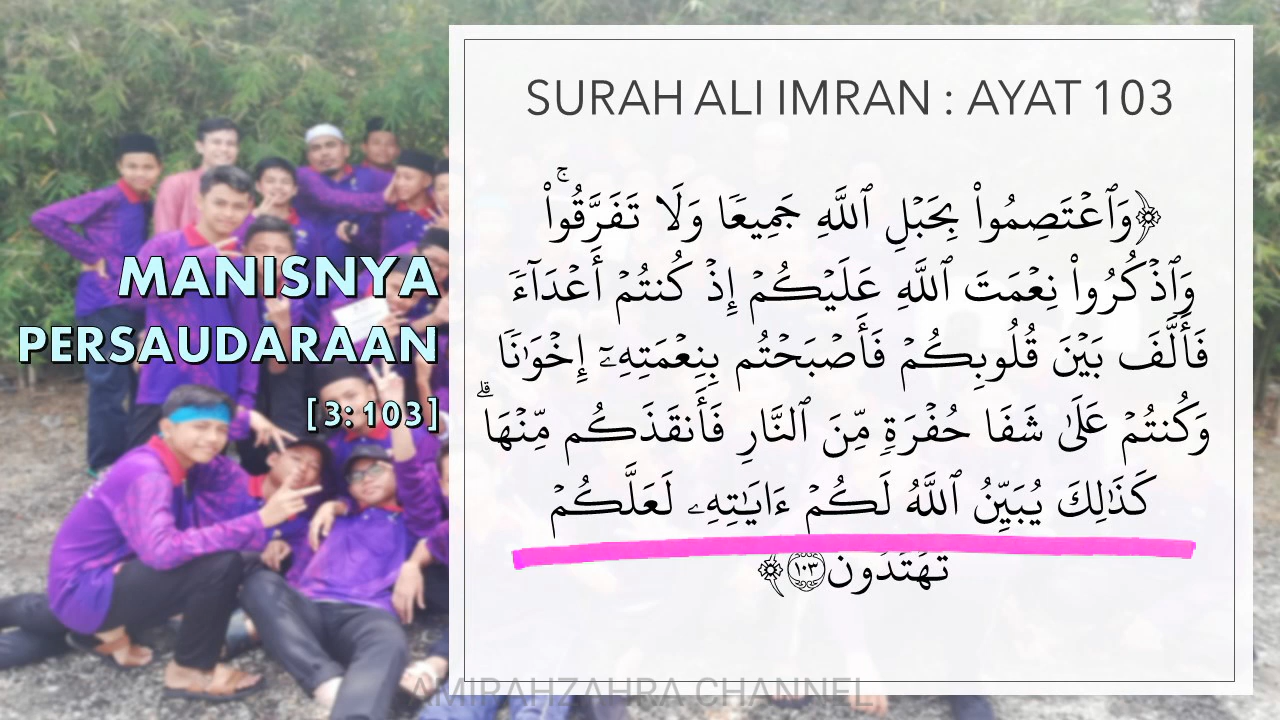 MANISNYA
PERSAUDARAAN
[3:103]
SURAH ALI IMRAN : AYAT 103
﴿وَٱعۡتَصِمُواْ بِحَبۡلِ ٱللَّهِ جَمِيعٗا وَلَا تَفَرَّقُواْۚ
وَٱذۡكُرُواْ نِعۡمَتَ ٱللَّهِ عَلَيۡكُمۡ إِذۡ كُنتُمۡ أَعۡدَآءٗ
فَأَلَّفَ بَيۡنَ قُلُوبِكُمۡ فَأَصۡبَحۡتُم بِنِعۡمَتِهِۦٓ إِخۡوَٰنٗا
وَكُنتُمۡ عَلَىٰ شَفَا حُفۡرَةٖ مِّنَ ٱلنَّارِ فَأَنقَذَكُم مِّنۡهَاۗ
كَذَٰلِكَ يُبَيِّنُ ٱللَّهُ لَكُمۡ ءَايَٰتِهِۦ لَعَلَّكُمۡ
تَهۡتَدُونَ ١٠٣﴾
AMIRAHZAHRA CHANNEL